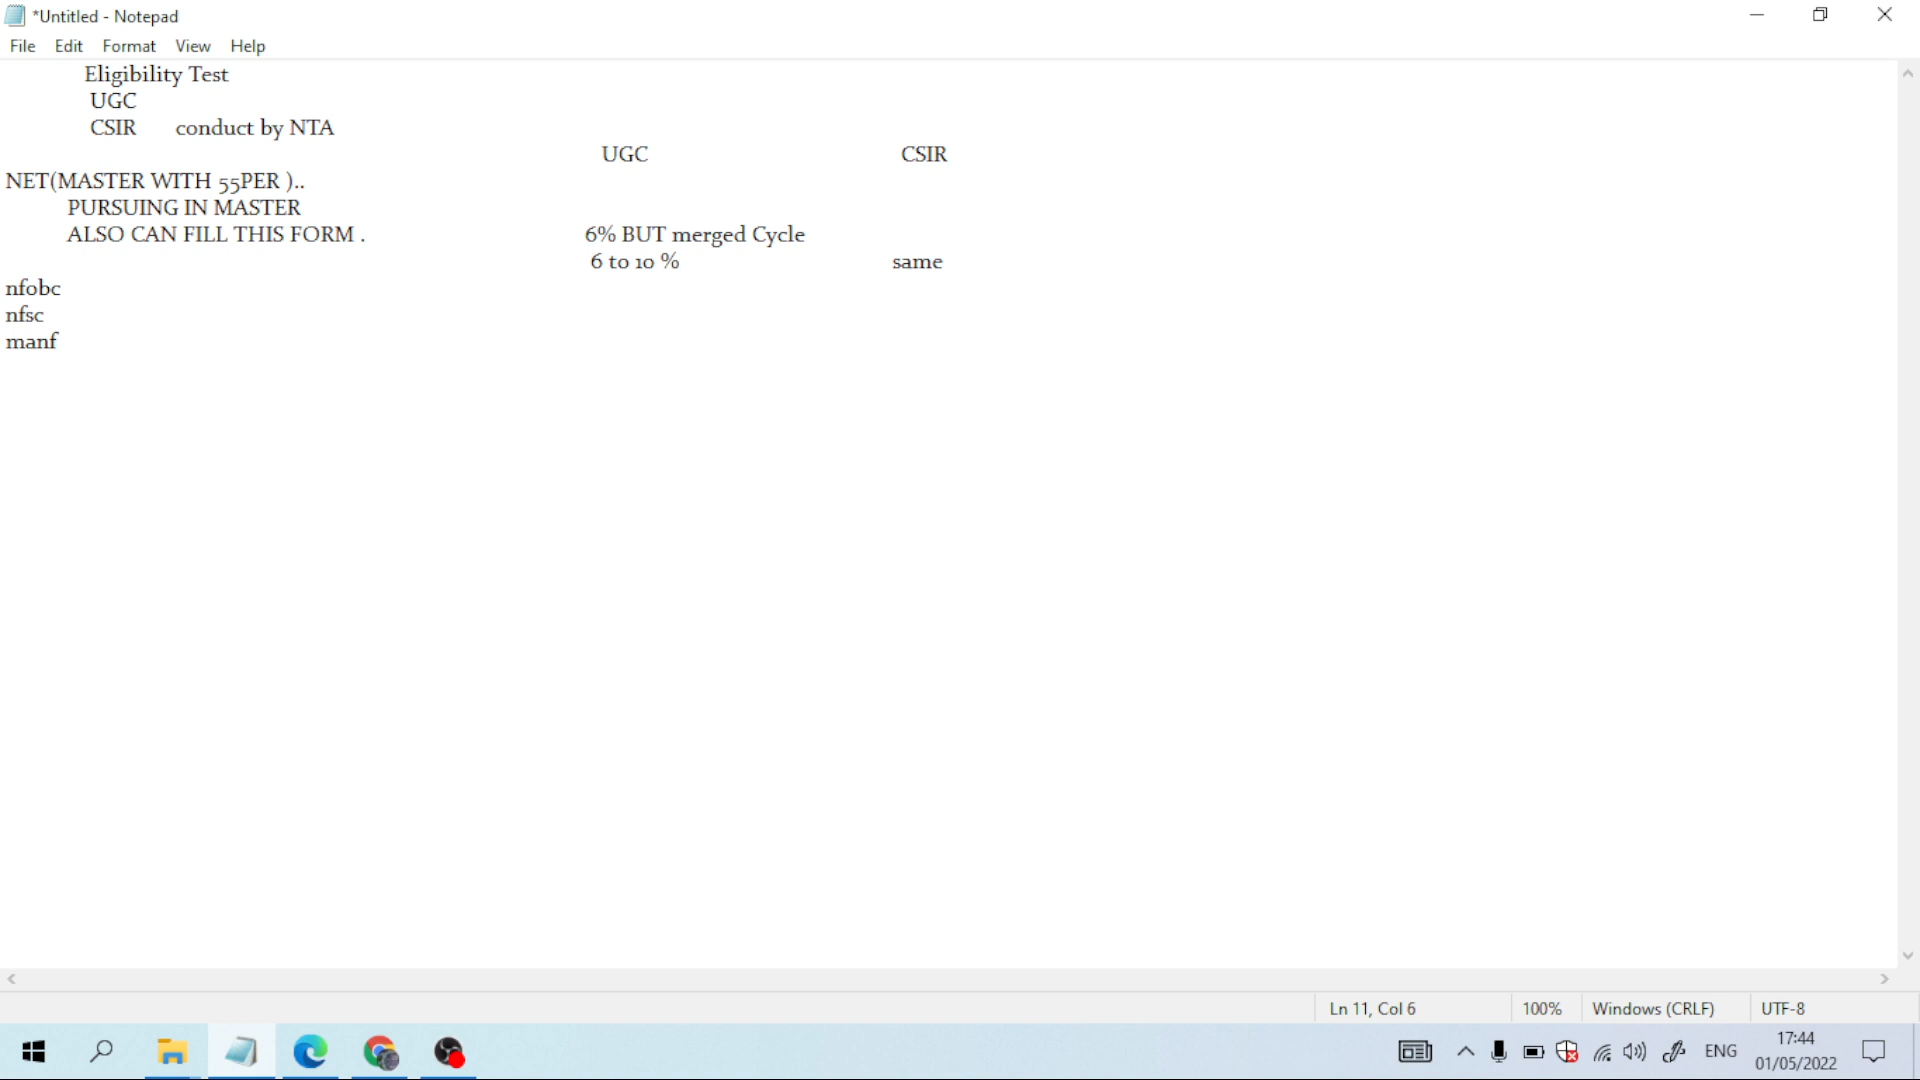 *Untitled - Notepad
File Edit Format View Help
Eligibility Test
UGC
CSIR conduct by NTA
UGC CSIR
NET(MASTER WITH 55PER )..
PURSUING IN MASTER
ALSO CAN FILL THIS FORM . 6% BUT merged Cycle
6 to 10 % same
nfobc
nfsc
manf
Ln 11, Col 6 100% Windows (CRLF) UTF-8
ENG 17:44
01/05/2022